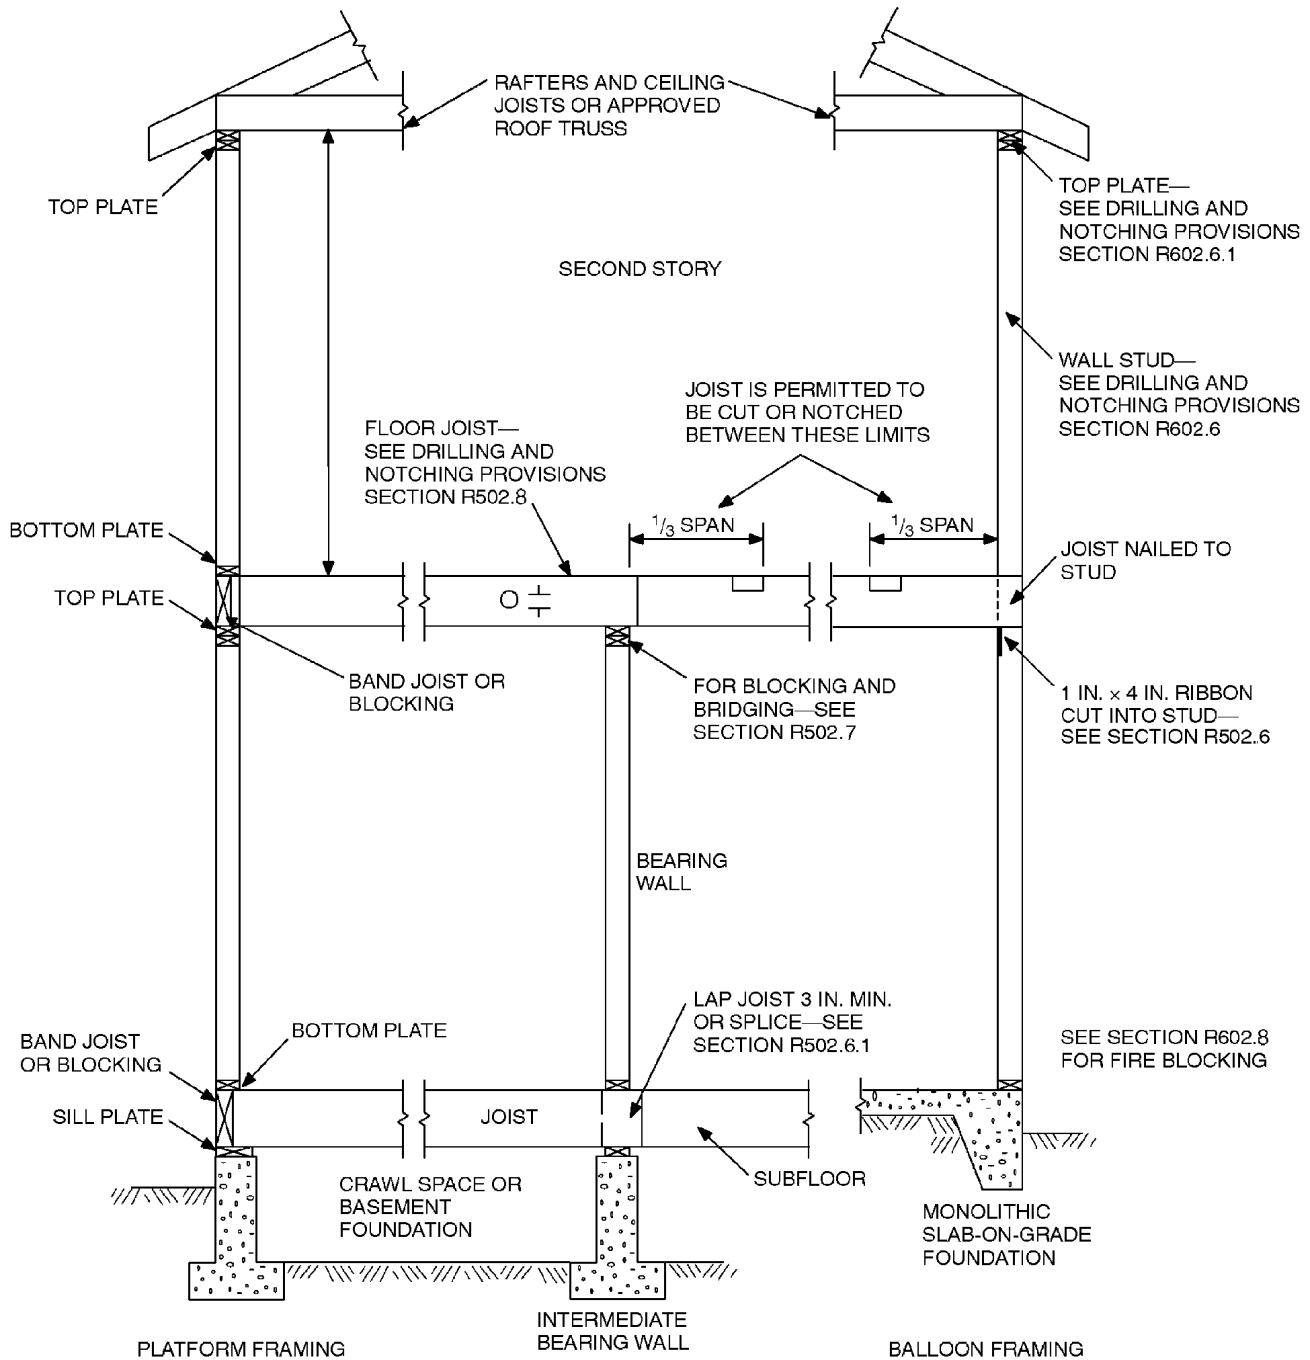 RAFTERS AND CEILING
JOISTS OR APPROVED
ROOF TRUSS
TOP PLATE
TOP PLATE—
SEE DRILLING AND
NOTCHING PROVISIONS
SECTION R602.6.1
SECOND STORY
WALL STUD—
SEE DRILLING AND
NOTCHING PROVISIONS
SECTION R602.6
JOIST IS PERMITTED TO
BE CUT OR NOTCHED
BETWEEN THESE LIMITS
FLOOR JOIST—
SEE DRILLING AND
NOTCHING PROVISIONS
SECTION R502.8
1/3 SPAN
1/3 SPAN
BOTTOM PLATE
JOIST NAILED TO
STUD
TOP PLATE
BAND JOIST OR
BLOCKING
FOR BLOCKING AND
BRIDGING—SEE
SECTION R502.7
1 IN. × 4 IN. RIBBON
CUT INTO STUD—
SEE SECTION R502.6
BEARING
WALL
LAP JOIST 3 IN. MIN.
OR SPLICE—SEE
SECTION R502.6.1
BOTTOM PLATE
BAND JOIST
OR BLOCKING
SEE SECTION R602.8
FOR FIRE BLOCKING
SILL PLATE
JOIST
SUBFLOOR
CRAWL SPACE OR
BASEMENT
FOUNDATION
MONOLITHIC
SLAB-ON-GRADE
FOUNDATION
INTERMEDIATE
BEARING WALL
PLATFORM FRAMING
BALLOON FRAMING